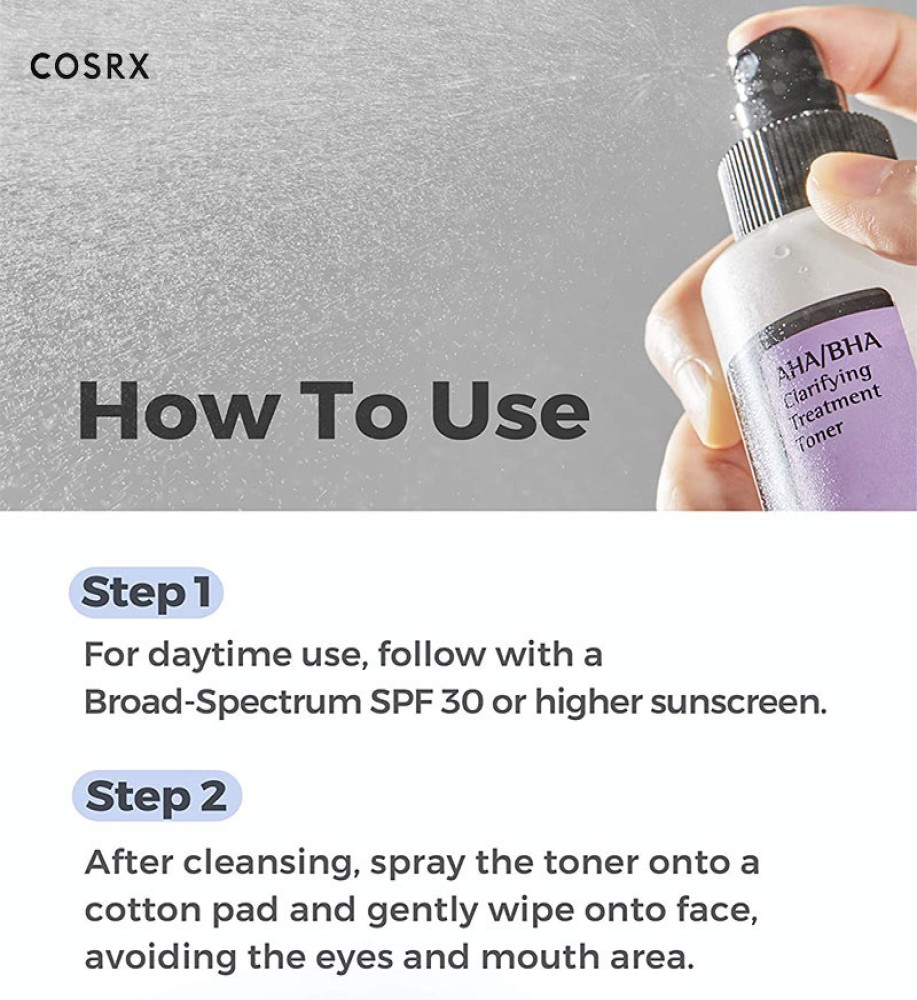 COSRX
AHA/BHA
Clarifying
Treatment
Toner
How To Use
Step 1
For daytime use, follow with a
Broad-Spectrum SPF 30 or higher sunscreen.
Step 2
After cleansing, spray the toner onto a
cotton pad and gently wipe onto face,
avoiding the eyes and mouth area.